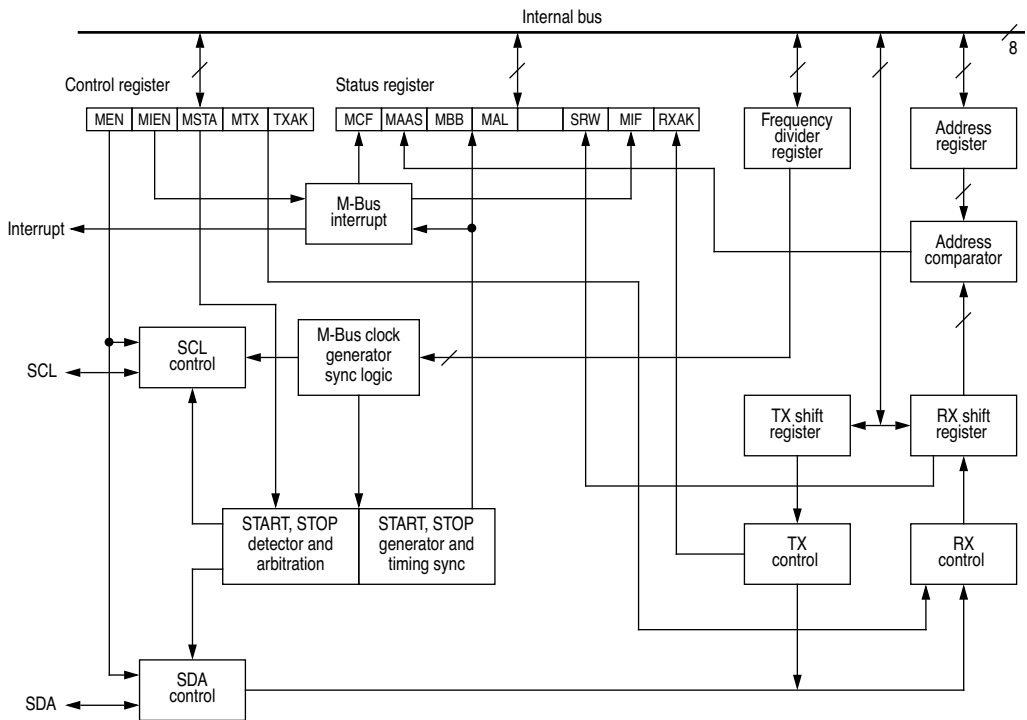 Internal bus
8
Control register
Status register
MEN MIEN MSTA MTX TXAK
MCF MAAS MBB MAL SRW MIF RXAK
Frequency
divider
register
Address
register
M-Bus
interrupt
Interrupt
Address
comparator
SCL
control
SCL
M-Bus clock
generator
sync logic
TX shift
register
RX shift
register
START, STOP
detector and
arbitration
START, STOP
generator and
timing sync
TX
control
RX
control
SDA
control
SDA